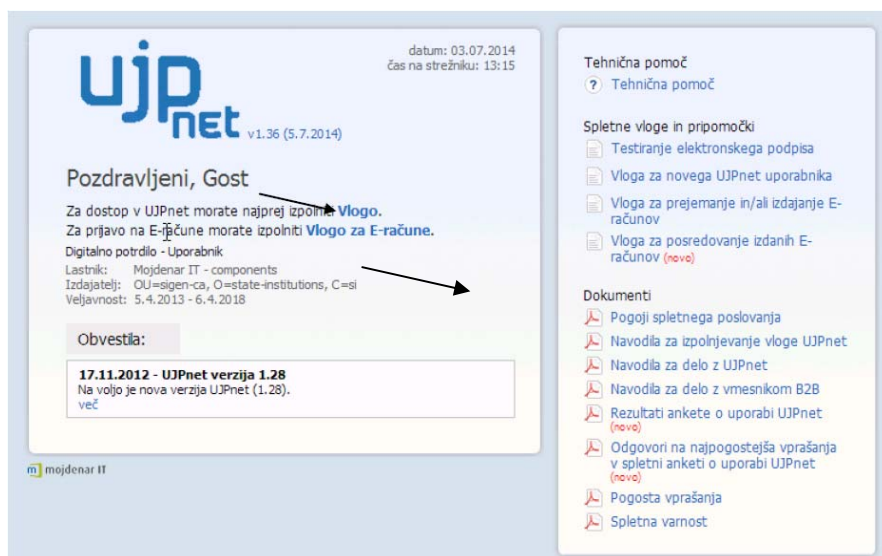 ujp
net v1.36 (5.7.2014)
datum: 03.07.2014
čas na strežniku: 13:15
Pozdravljeni, Gost
Za dostop v UJPnet morate najprej izpolniti Vlogo.
Za prijavo na E-račune morate izpolniti Vlogo za E-račune.
Digitalno potrdilo - Uporabnik
Lastnik: Mojdenar IT - components
Izdajatelj: OU=sigen-ca, O=state-institutions, C=si
Veljavnost: 5.4.2013 - 6.4.2018
Obvestila:
17.11.2012 - UJPnet verzija 1.28
Na voljo je nova verzija UJPnet (1.28).
več
m mojdenar IT
Tehnična pomoč
? Tehnična pomoč
Spletne vloge in pripomočki
Testiranje elektronskega podpisa
Vloga za novega UJPnet uporabnika
Vloga za prejemanje in/ali izdajanje E-
računov
Vloga za posredovanje izdanih E-
računov (novo)
Dokumenti
Pogoji spletnega poslovanja
Navodila za izpolnjevanje vloge UJPnet
Navodila za delo z UJPnet
Navodila za delo z vmesnikom B2B
Rezultati ankete o uporabi UJPnet
(novo)
Odgovori na najpogostejša vprašanja
v spletni anketi o uporabi UJPnet
(novo)
Pogosta vprašanja
Spletna varnost